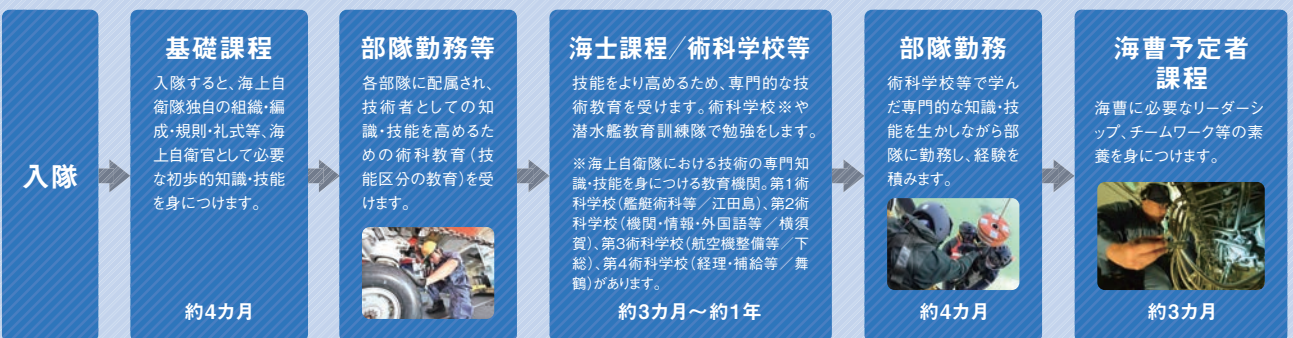 入隊
基礎課程
入隊すると、海上自
衛隊独自の組織・編
成・規則・礼式等、海
上自衛官として必要
な初歩的知識・技能
を身につけます。
約4カ月
部隊勤務等
各部隊に配属され、
技術者としての知
識・技能を高めるた
めの術科教育(技
能区分の教育)を受
けます。
海士課程/術科学校等
技能をより高めるため、専門的な技
術教育を受けます。術科学校※や
潜水艦教育訓練隊で勉強をします。
※海上自衛隊における技術の専門知
識・技能を身につける教育機関。第1術
科学校(艦艇術科等/江田島)、第2術
科学校(機関・情報・外国語等/横須
賀)、第3術科学校(航空機整備等/下
総)、第4術科学校(経理・補給等/舞
鶴)があります。
約3カ月~約1年
部隊勤務
術科学校等で学ん
だ専門的な知識・技
能を生かしながら部
隊に勤務し、経験を
積みます。
約4カ月
海曹予定者
課程
海曹に必要なリーダーシ
ップ、チームワーク等の素
養を身につけます。
約3カ月